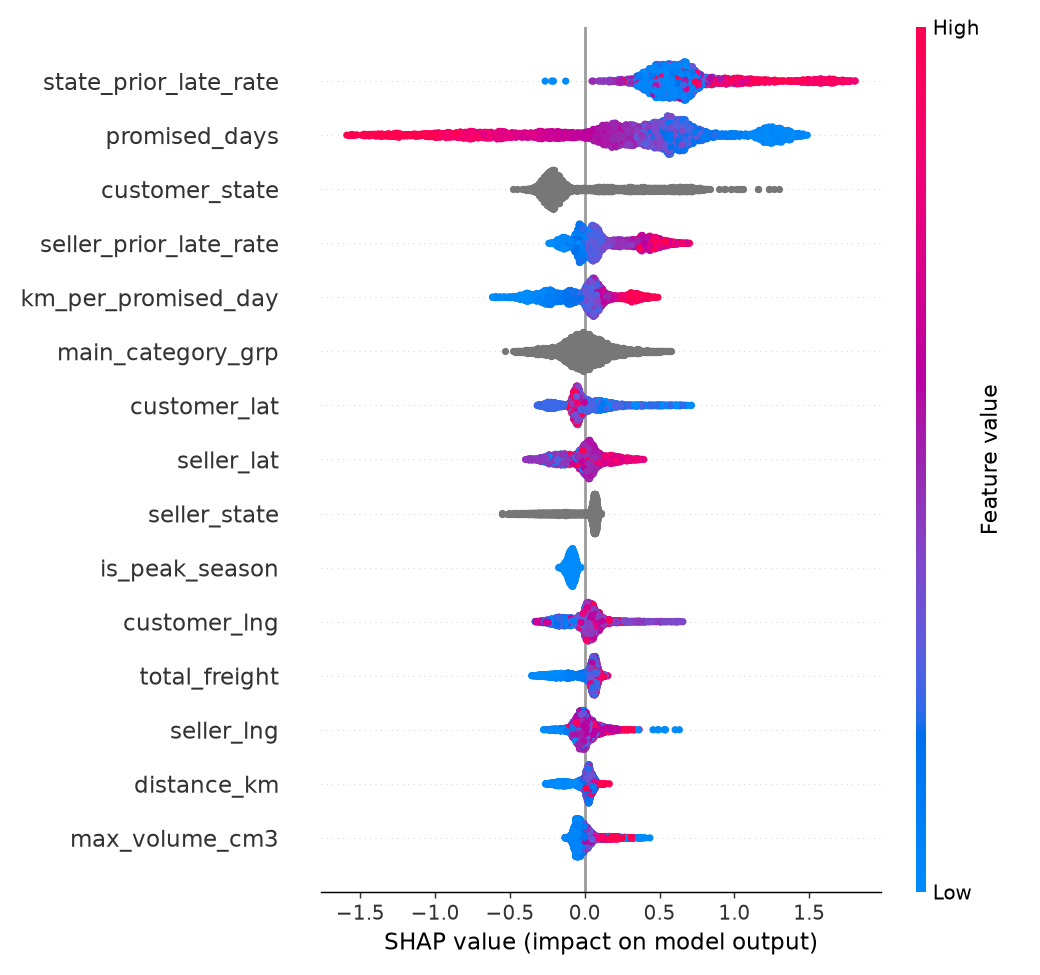 High
state_prior_late_rate
promised_days
customer_state
seller_prior_late_rate
km_per_promised_day
main_category_grp
customer_lat
seller_lat
seller_state
is_peak_season
customer_lng
total_freight
seller_lng
distance_km
max_volume_cm3
Feature value
Low
−1.5 −1.0 −0.5 0.0 0.5 1.0 1.5
SHAP value (impact on model output)